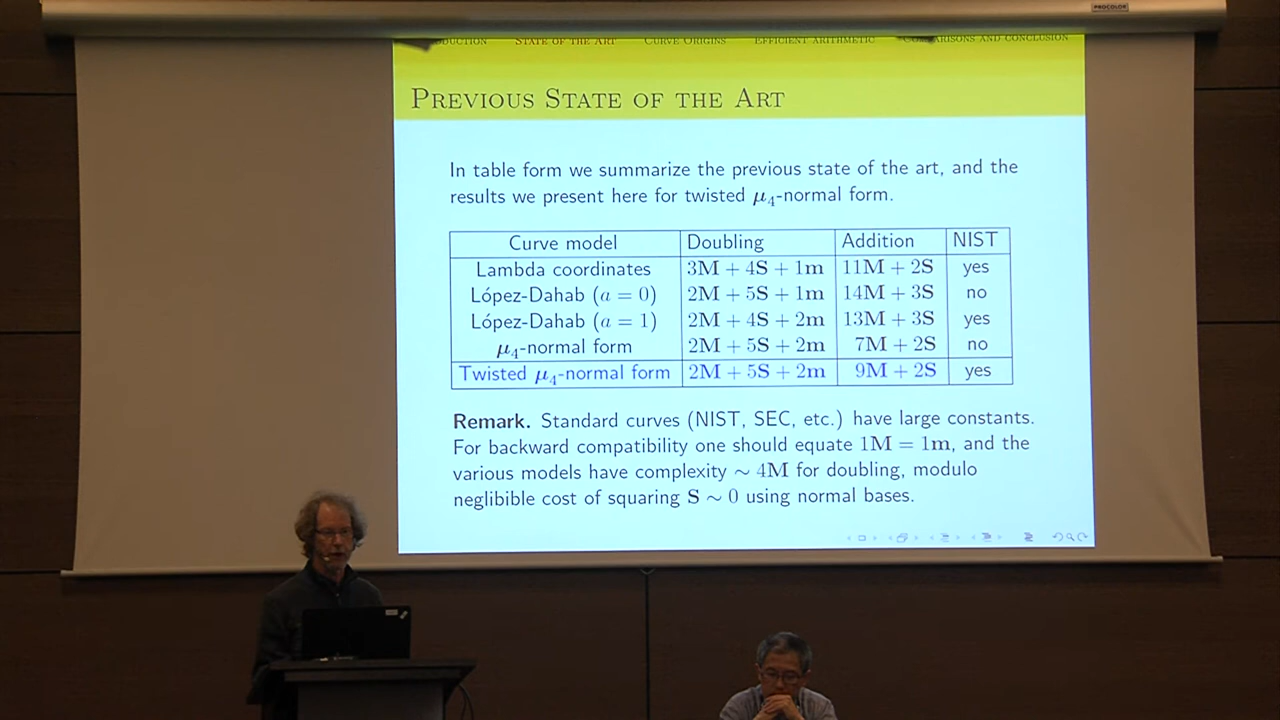 PROCOLOR
STATE OF THE ART CURVE ORIGINS EFFICIENT ARITHMETIC AND CONCLUSION
PREVIOUS STATE OF THE ART
In table form we summarize the previous state of the art, and the
results we present here for twisted μ₄-normal form.
Curve model Doubling Addition NIST
Lambda coordinates 3M + 4S + 1m 11M + 2S yes
López-Dahab (a = 0) 2M + 5S + 1m 14M + 3S no
López-Dahab (a = 1) 2M + 4S + 2m 13M + 3S yes
μ₄-normal form 2M + 5S + 2m 7M + 2S no
Twisted μ₄-normal form 2M + 5S + 2m 9M + 2S yes
Remark. Standard curves (NIST, SEC, etc.) have large constants.
For backward compatibility one should equate 1M = 1m, and the
various models have complexity ∼ 4M for doubling, modulo
neglibible cost of squaring S ∼ 0 using normal bases.